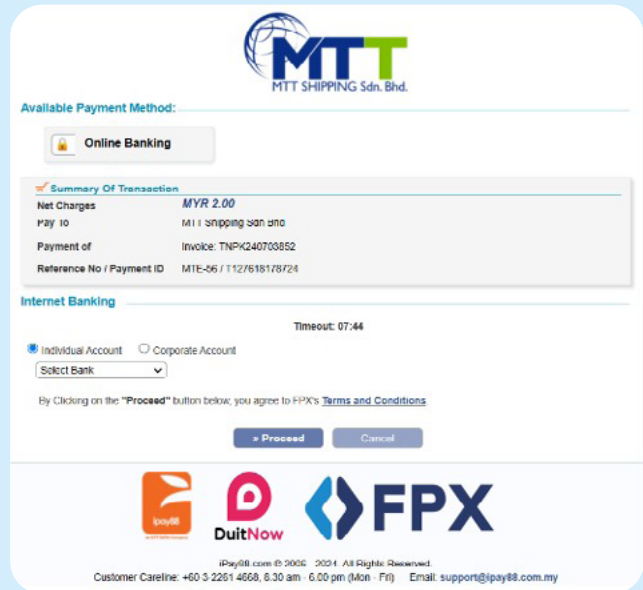 MTT
MTT SHIPPING Sdn. Bhd.
Available Payment Method:
Online Banking
Summary Of Transaction
Net Charges MYR 2.00
Pay To MTT Shipping Sdn Bhd
Payment of Invoice: TNPK240703852
Reference No / Payment ID MTE-56 / T127618178724
Internet Banking
Timeout: 07:44
Individual Account Corporate Account
Select Bank
By Clicking on the "Proceed" button below, you agree to FPX's Terms and Conditions
» Proceed Cancel
ipay88
DuitNow
FPX
iPay88.com © 2006 - 2024. All Rights Reserved.
Customer Careline: +60-3-2261 4668, 8.30 am - 6.00 pm (Mon - Fri) Email: support@ipay88.com.my